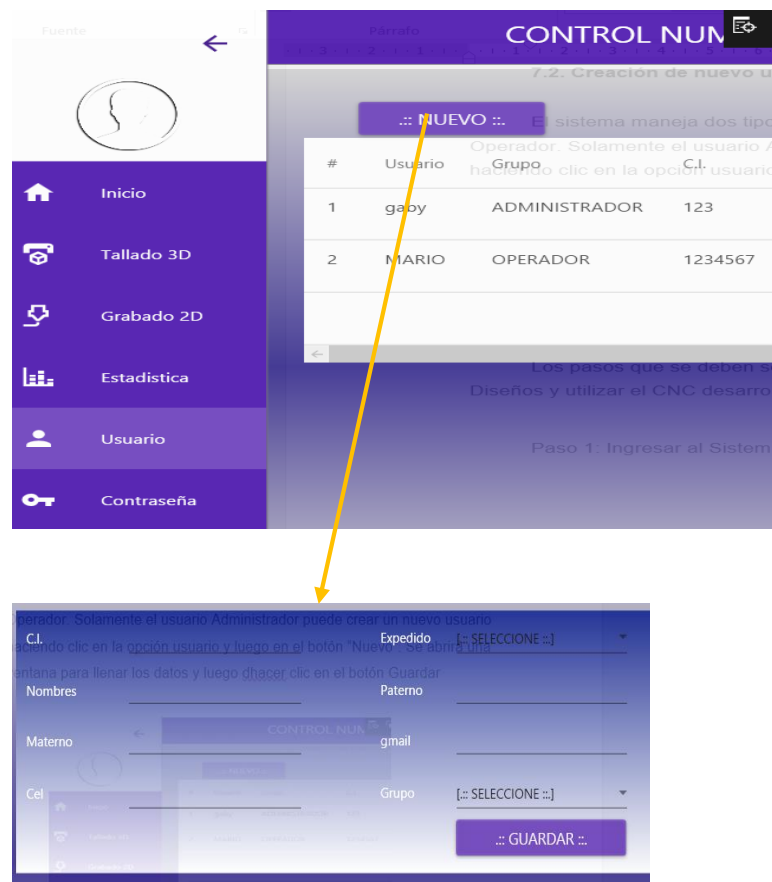 Fuente
Párrafo
CONTROL NUM
7.2. Creación de nuevo u
.:: NUEVO ::.
El sistema maneja dos tipo
Operador. Solamente el usuario A
haciendo clic en la opción usuario
# Usuario Grupo C.I.
1 gaby ADMINISTRADOR 123
2 MARIO OPERADOR 1234567
Inicio
Tallado 3D
Grabado 2D
Estadistica
Usuario
Contraseña
Los pasos que se deben s
Diseños y utilizar el CNC desarro
Paso 1: Ingresar al Sistem
perador. Solamente el usuario Administrador puede crear un nuevo usuario
aciendo clic en la opción usuario y luego en el botón "Nuevo". Se abrirá una
entana para llenar los datos y luego dhacer clic en el botón Guardar
C.I. Expedido [.:: SELECCIONE ::.]
Nombres Paterno
Materno gmail
CONTROL NUM
Cel Grupo [.:: SELECCIONE ::.]
.:: GUARDAR ::.